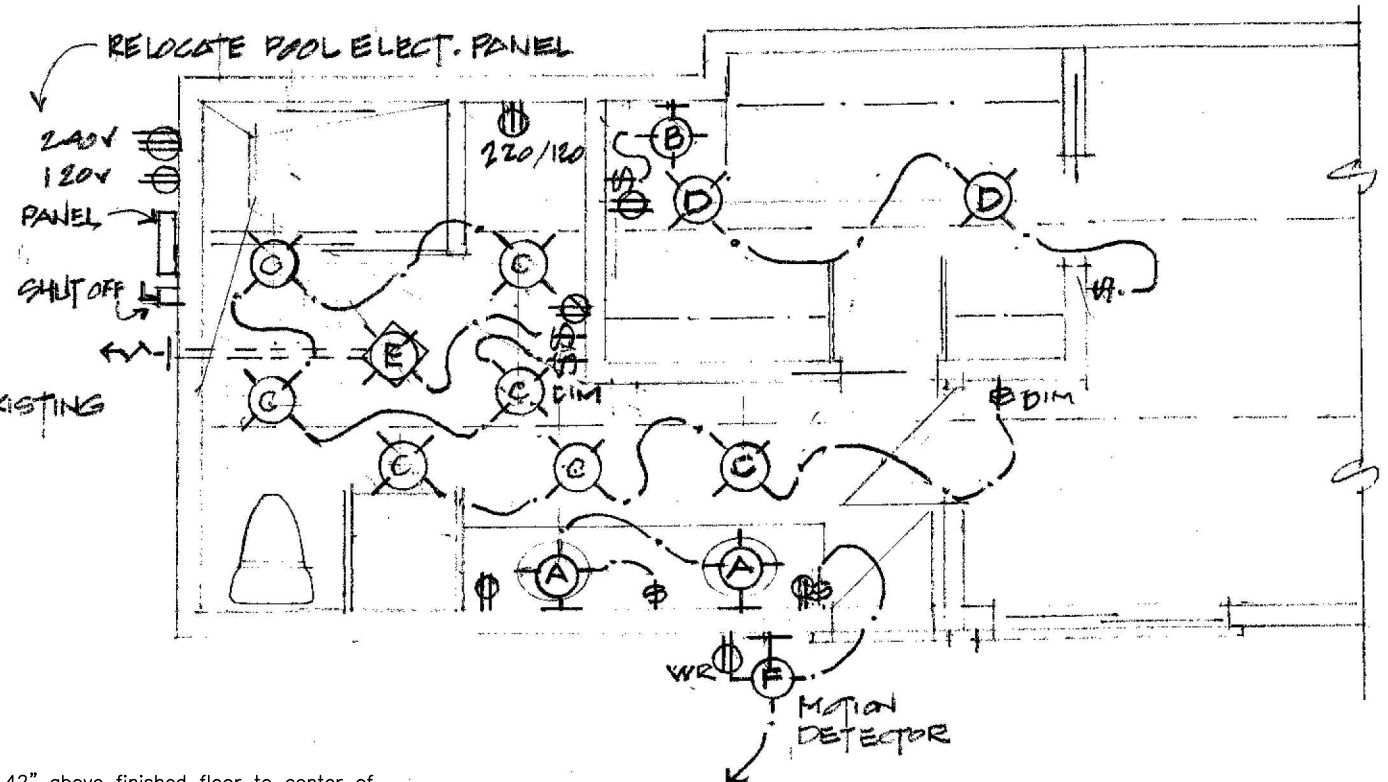 RELOCATE POOL ELECT. PANEL
240V
120V
PANEL
SHUT OFF
220/120
B
$
D
D
$
C
C
E
$$
DIM
C
C
$ DIM
C
C
C
A
A
$
$
WR
F
MOTION
DETECTOR
42" above finished floor to center of